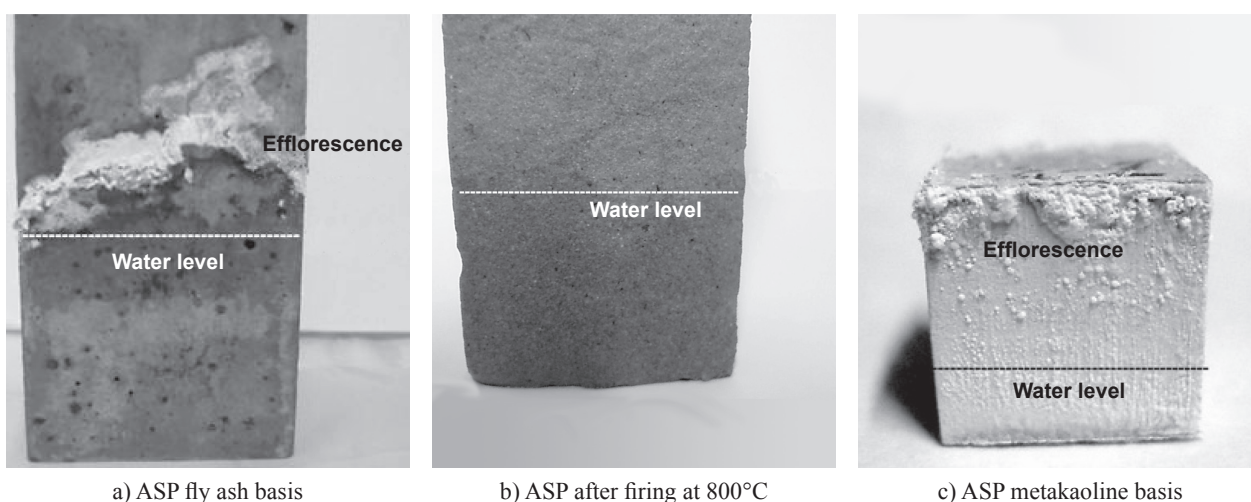 Efflorescence
Water level
Water level
Efflorescence
Water level
a) ASP fly ash basis
b) ASP after firing at 800°C
c) ASP metakaoline basis